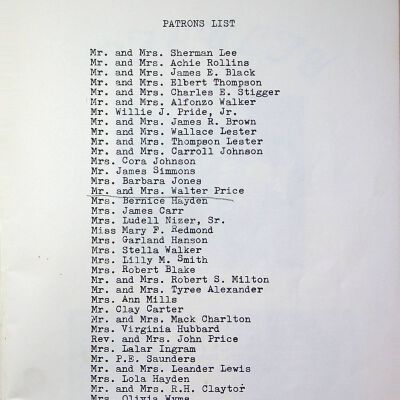 PATRONS LIST
Mr. and Mrs. Sherman Lee
Mr. and Mrs. Achie Rollins
Mr. and Mrs. James E. Black
Mr. and Mrs. Elbert Thompson
Mr. and Mrs. Charles E. Stigger
Mr. and Mrs. Alfonzo Walker
Mr. Willie J. Pride, Jr.
Mr. and Mrs. James R. Brown
Mr. and Mrs. Wallace Lester
Mr. and Mrs. Thompson Lester
Mr. and Mrs. Carroll Johnson
Mrs. Cora Johnson
Mr. James Simmons
Mrs. Barbara Jones
Mr. and Mrs. Walter Price
Mrs. Bernice Hayden
Mrs. James Carr
Mrs. Ludell Nizer, Sr.
Miss Mary F. Redmond
Mrs. Garland Hanson
Mrs. Stella Walker
Mrs. Lilly M. Smith
Mrs. Robert Blake
Mr. and Mrs. Robert S. Milton
Mr. and Mrs. Tyree Alexander
Mrs. Ann Mills
Mr. Clay Carter
Mr. and Mrs. Mack Charlton
Mrs. Virginia Hubbard
Rev. and Mrs. John Price
Mrs. Lalar Ingram
Mr. P.E. Saunders
Mr. and Mrs. Leander Lewis
Mrs. Lola Hayden
Mr. and Mrs. R.H. Claytor
Mrs. Olivia